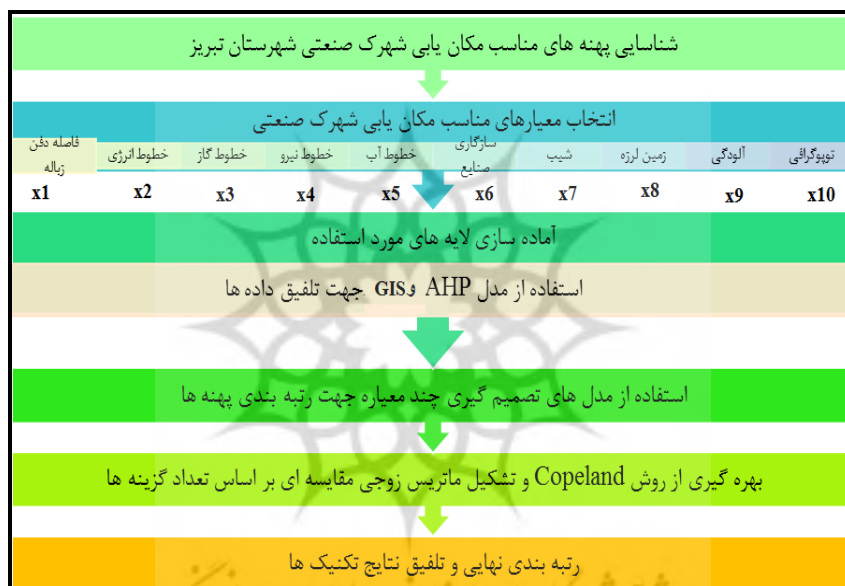 شناسایی پهنه های مناسب مکان یابی شهرک صنعتی شهرستان تبریز
انتخاب معیارهای مناسب مکان یابی شهرک صنعتی
توپوگرافی آلودگی زمین لرزه شیب سازگاری صنایع خطوط آب خطوط نیرو خطوط گاز خطوط انرژی فاصله دفن زباله
x10 x9 x8 x7 x6 x5 x4 x3 x2 x1
آماده سازی لایه های مورد استفاده
استفاده از مدل AHP و GIS جهت تلفیق داده ها
استفاده از مدل های تصمیم گیری چند معیاره جهت رتبه بندی پهنه ها
بهره گیری از روش Copeland و تشکیل ماتریس زوجی مقایسه ای بر اساس تعداد گزینه ها
رتبه بندی نهایی و تلفیق نتایج تکنیک ها